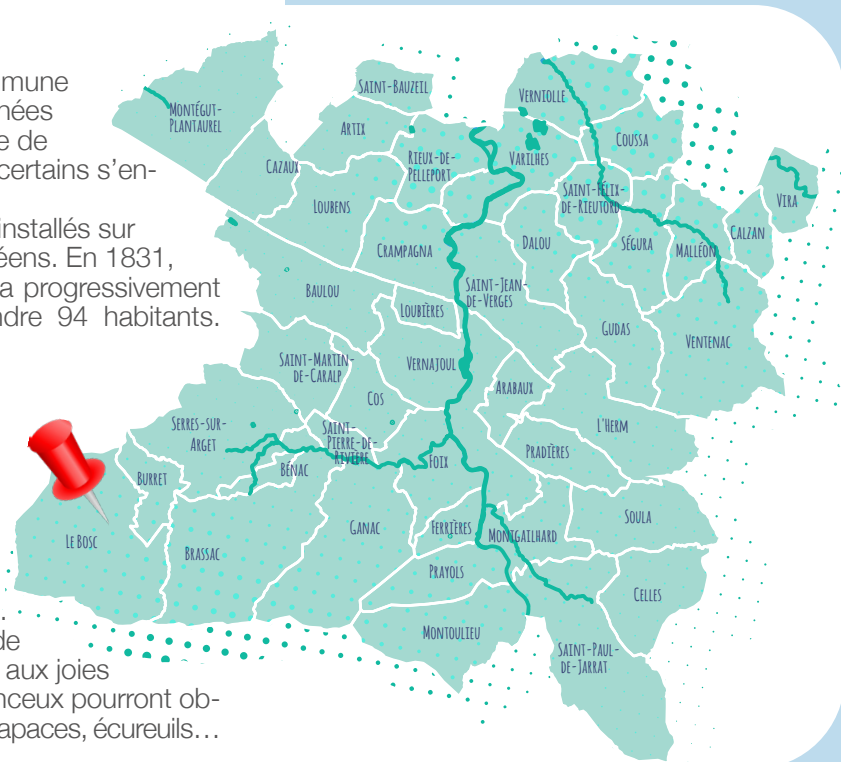 mmune
nées
e de
certains s'en-
installés sur
éens. En 1831,
a progressivement
ndre 94 habitants.
MONTÉGUT-
PLANTAUREL
SAINT-BAUZEIL
VERNIOLLE
ARTIX
COUSSA
CAZAUX
RIEUX-DE-
PELLEPORT
VARILHES
LOUBENS
SAINT-FÉLIX-
DE-RIEUTORD
VIRA
CRAMPAGNA
DALOU
SÉGURA
MALLÉON
CALZAN
BAULOU
LOUBIÈRES
SAINT-JEAN-
DE-VERGES
GUDAS
VENTENAC
SAINT-MARTIN-
DE-CARALP
VERNAJOUL
COS
ARABAUX
SERRES-SUR-
ARGET
SAINT-
PIERRE-DE-
RIVIÈRE
L'HERM
BURRET
BÉNAC
FOIX
PRADIÈRES
LE BOSC
BRASSAC
GANAC
FERRIÈRES
MONTGAILHARD
SOULA
PRAYOLS
CELLES
MONTOULIEU
SAINT-PAUL-
DE-JARRAT
.
de
aux joies
nceux pourront ob-
apaces, écureuils…